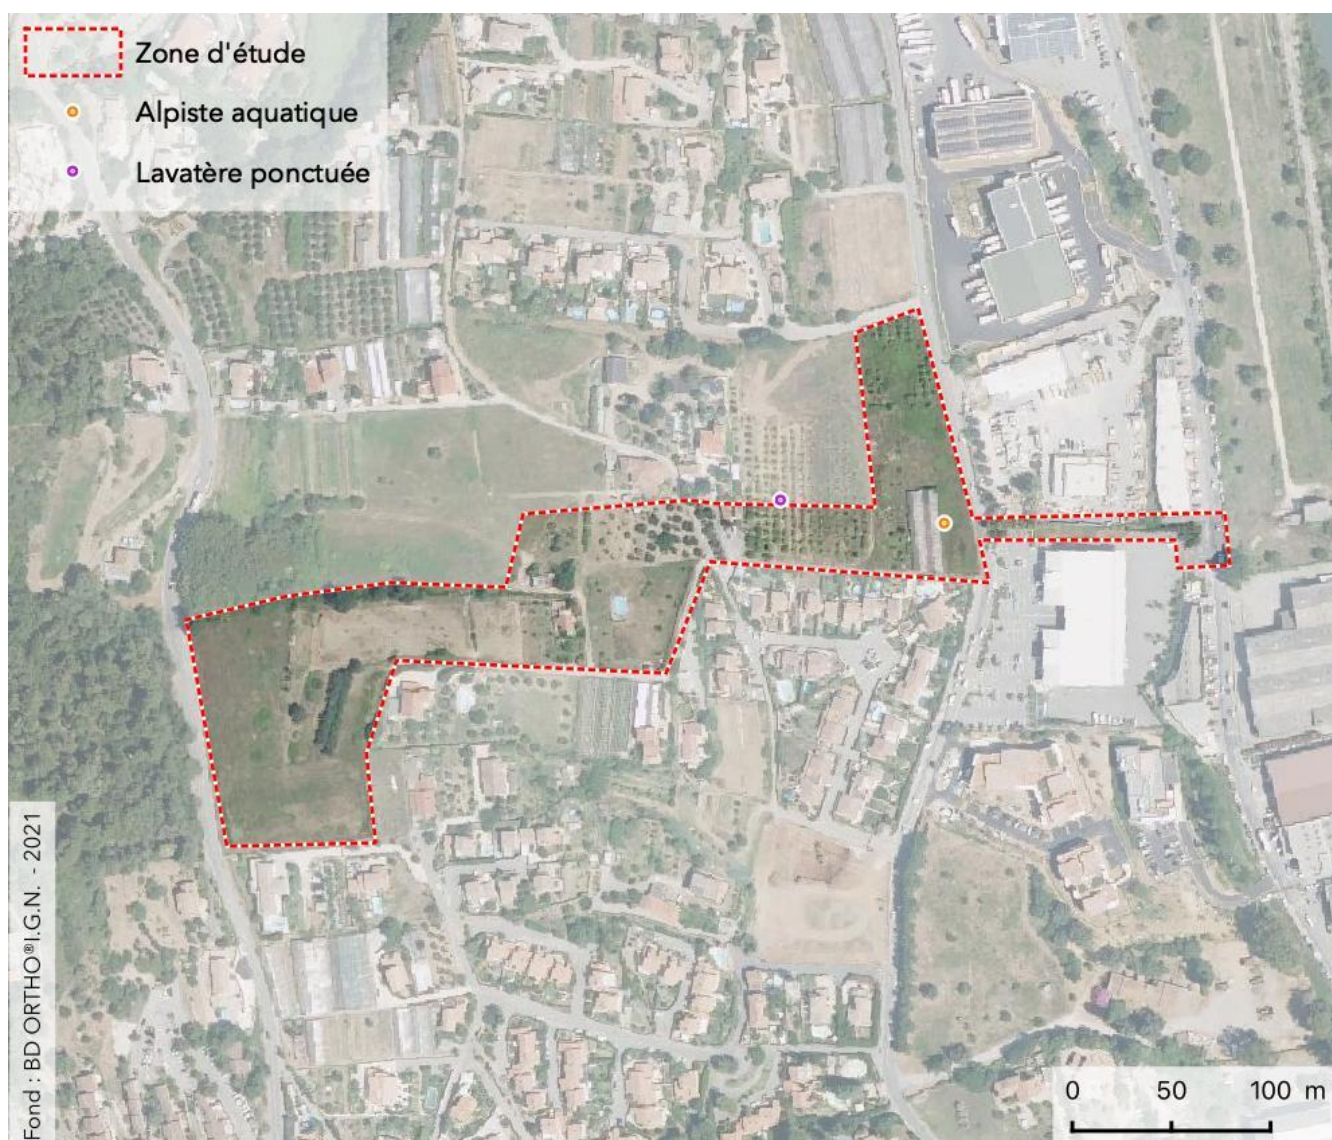 Zone d'étude
Alpiste aquatique
Lavatère ponctuée
Fond : BD ORTHO®I.G.N. - 2021
0 50 100 m